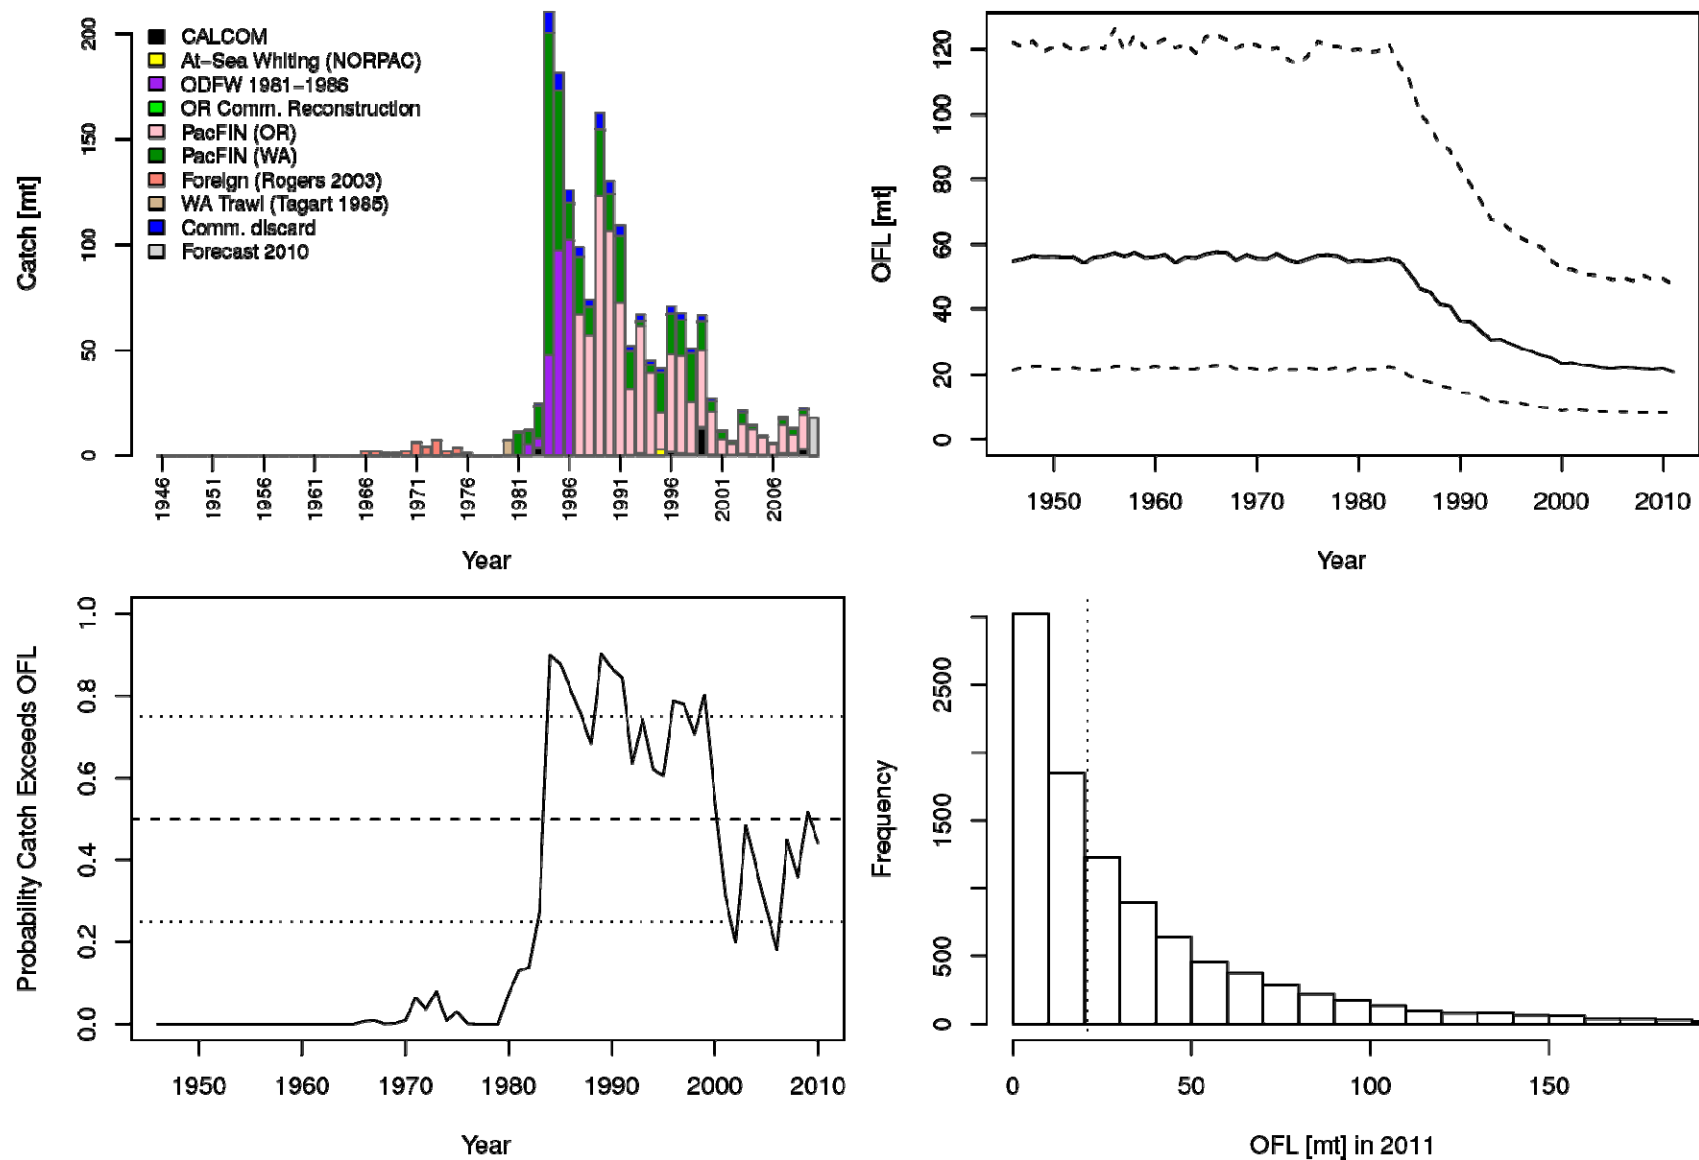 Catch [mt]
200
150
100
50
0
CALCOM
At-Sea Whiting (NORPAC)
ODFW 1981-1986
OR Comm. Reconstruction
PacFIN (OR)
PacFIN (WA)
Foreign (Rogers 2003)
WA Trawl (Tagart 1985)
Comm. discard
Forecast 2010
1946 1951 1956 1961 1966 1971 1976 1981 1986 1991 1996 2001 2006
Year
OFL [mt]
120
100
80
60
40
20
0
1950 1960 1970 1980 1990 2000 2010
Year
Probability Catch Exceeds OFL
1.0
0.8
0.6
0.4
0.2
0.0
1950 1960 1970 1980 1990 2000 2010
Year
Frequency
2500
1500
500
0
0 50 100 150
OFL [mt] in 2011